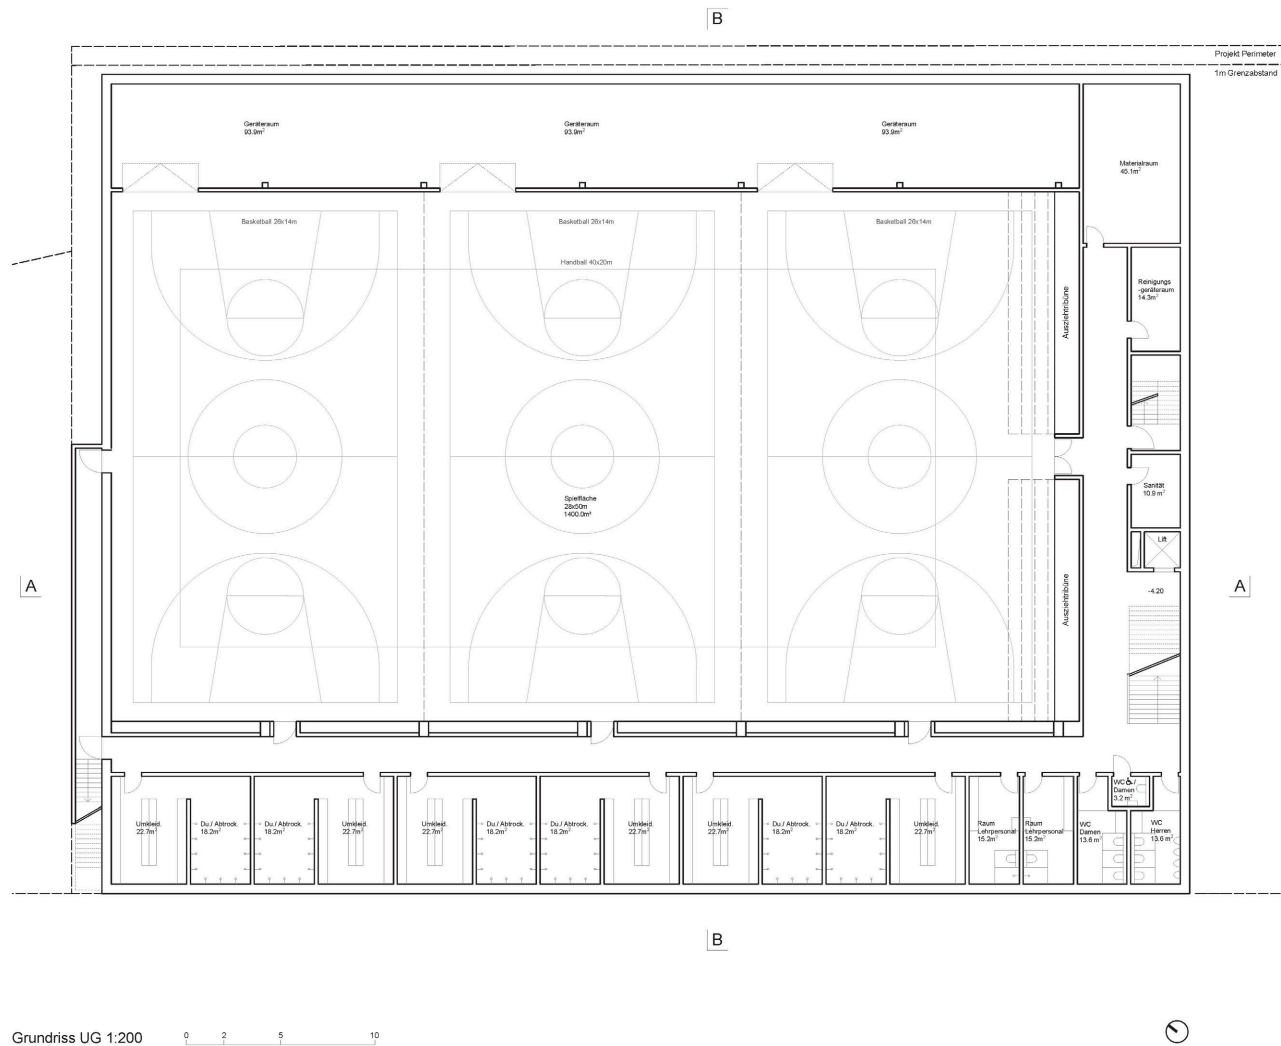 B
Projekt Perimeter
1m Grenzabstand
Geräteraum
93.9m²
Geräteraum
93.9m²
Geräteraum
93.9m²
Materialraum
45.1m²
Basketball 26x14m
Basketball 26x14m
Basketball 26x14m
Handball 40x20m
Ausziehtribüne
Reinigungs
-geräteraum
14.3m²
Spielfläche
28x50m
1400.0m²
Sanität
10.9 m²
Lift
A
A
-4.20
Ausziehtribüne
WC /
Damen
3.2 m²
Umkleid.
22.7m²
Du./ Abtrock.
18.2m²
Du./ Abtrock.
18.2m²
Umkleid.
22.7m²
Umkleid.
22.7m²
Du./ Abtrock.
18.2m²
Du./ Abtrock.
18.2m²
Umkleid.
22.7m²
Umkleid.
22.7m²
Du./ Abtrock.
18.2m²
Du./ Abtrock.
18.2m²
Umkleid.
22.7m²
Raum
Lehrpersonal
15.2m²
Raum
Lehrpersonal
15.2m²
WC
Damen
13.6 m²
WC
Herren
13.6 m²
B
Grundriss UG 1:200
0 2 5 10